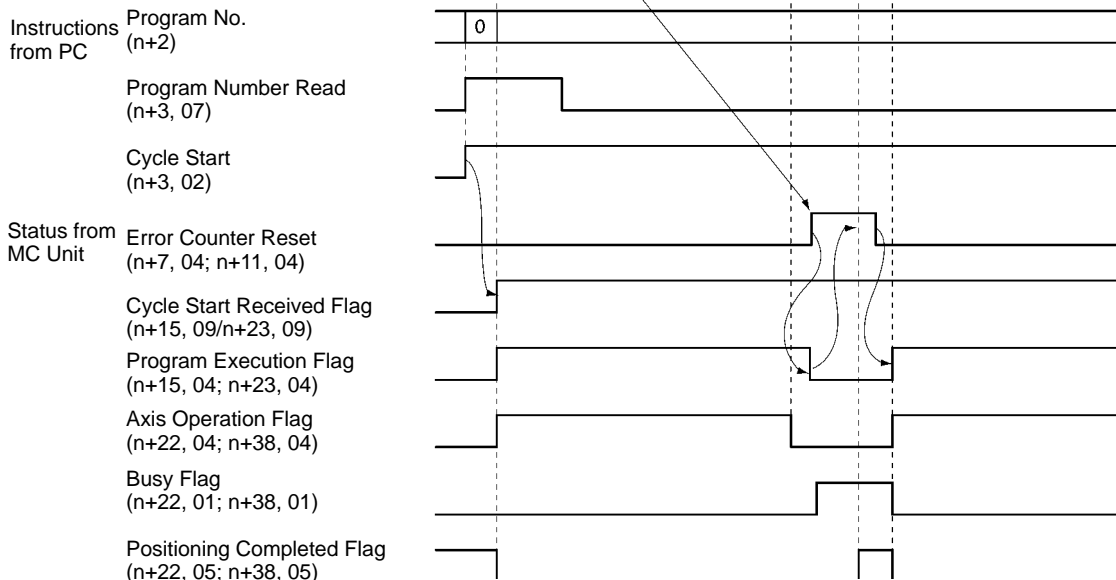 Instructions from PC
Program No.
(n+2)
0
Program Number Read
(n+3, 07)
Cycle Start
(n+3, 02)
Status from MC Unit
Error Counter Reset
(n+7, 04; n+11, 04)
Cycle Start Received Flag
(n+15, 09/n+23, 09)
Program Execution Flag
(n+15, 04; n+23, 04)
Axis Operation Flag
(n+22, 04; n+38, 04)
Busy Flag
(n+22, 01; n+38, 01)
Positioning Completed Flag
(n+22, 05; n+38, 05)